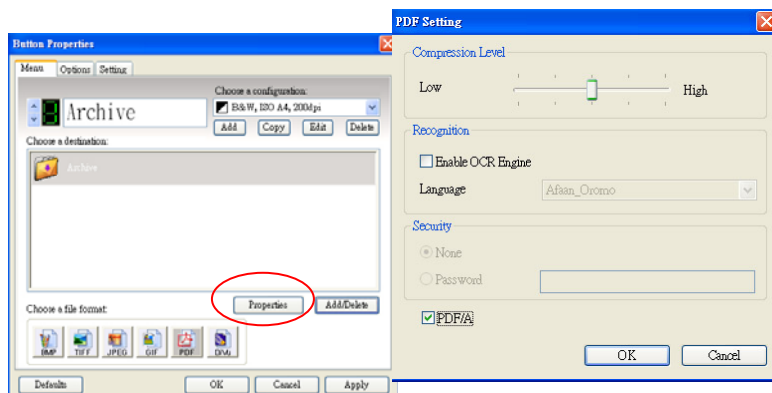 Button Properties
Menu Options Setting
Archive
Choose a configuration:
B&W, ISO A4, 200dpi
Add Copy Edit Delete
Choose a destination:
Archive
Properties Add/Delete
Choose a file format:
BMP TIFF JPEG GIF PDF DjVu
Defaults OK Cancel Apply
PDF Setting
Compression Level
Low High
Recognition
Enable OCR Engine
Language Afaan_Oromo
Security
None
Password
PDF/A
OK Cancel